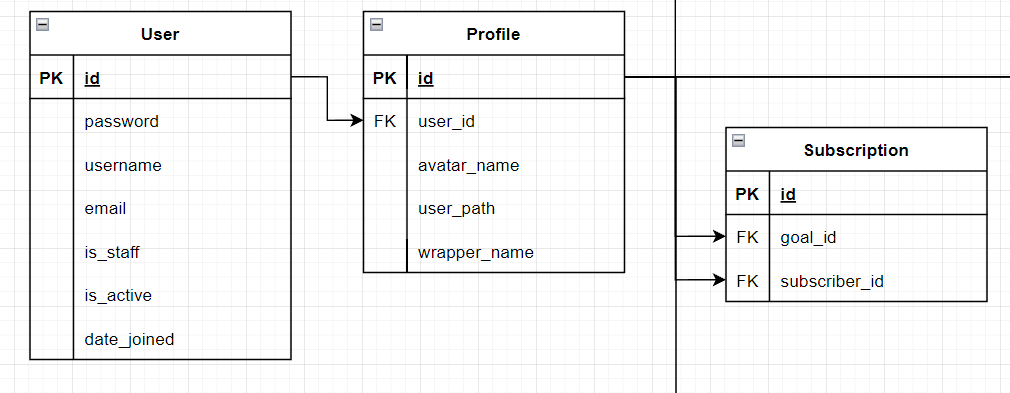 User
PK id
password
username
email
is_staff
is_active
date_joined
Profile
PK id
FK user_id
avatar_name
user_path
wrapper_name
Subscription
PK id
FK goal_id
FK subscriber_id